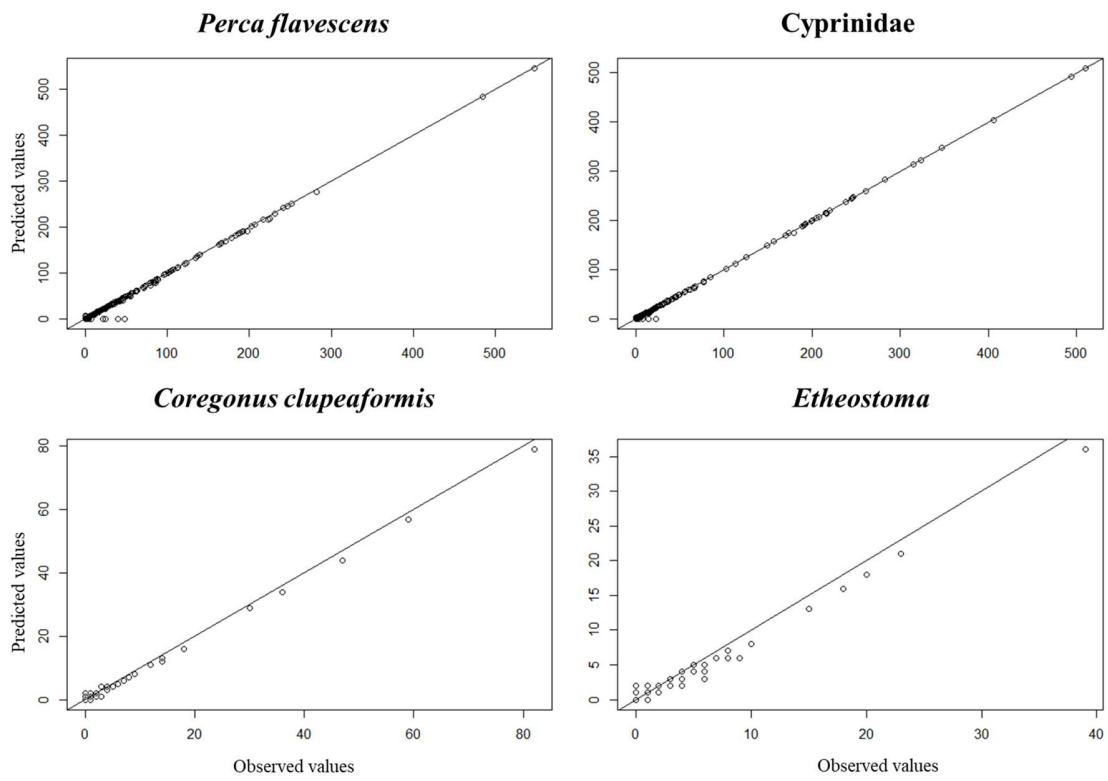 Perca flavescens
Cyprinidae
Predicted values
500
400
300
200
100
0
0 100 200 300 400 500
500
400
300
200
100
0
0 100 200 300 400 500
Coregonus clupeaformis
Etheostoma
Predicted values
80
60
40
20
0
0 20 40 60 80
35
30
25
20
15
10
5
0
0 10 20 30 40
Observed values
Observed values